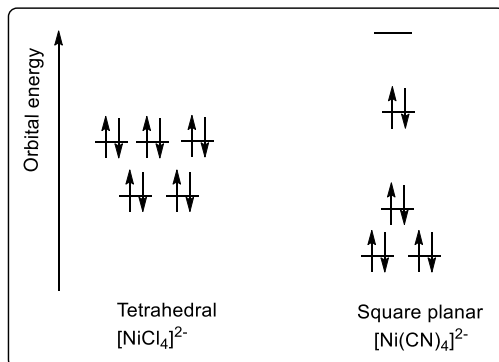 Orbital energy
Tetrahedral
[NiCl4]2-
Square planar
[Ni(CN)4]2-